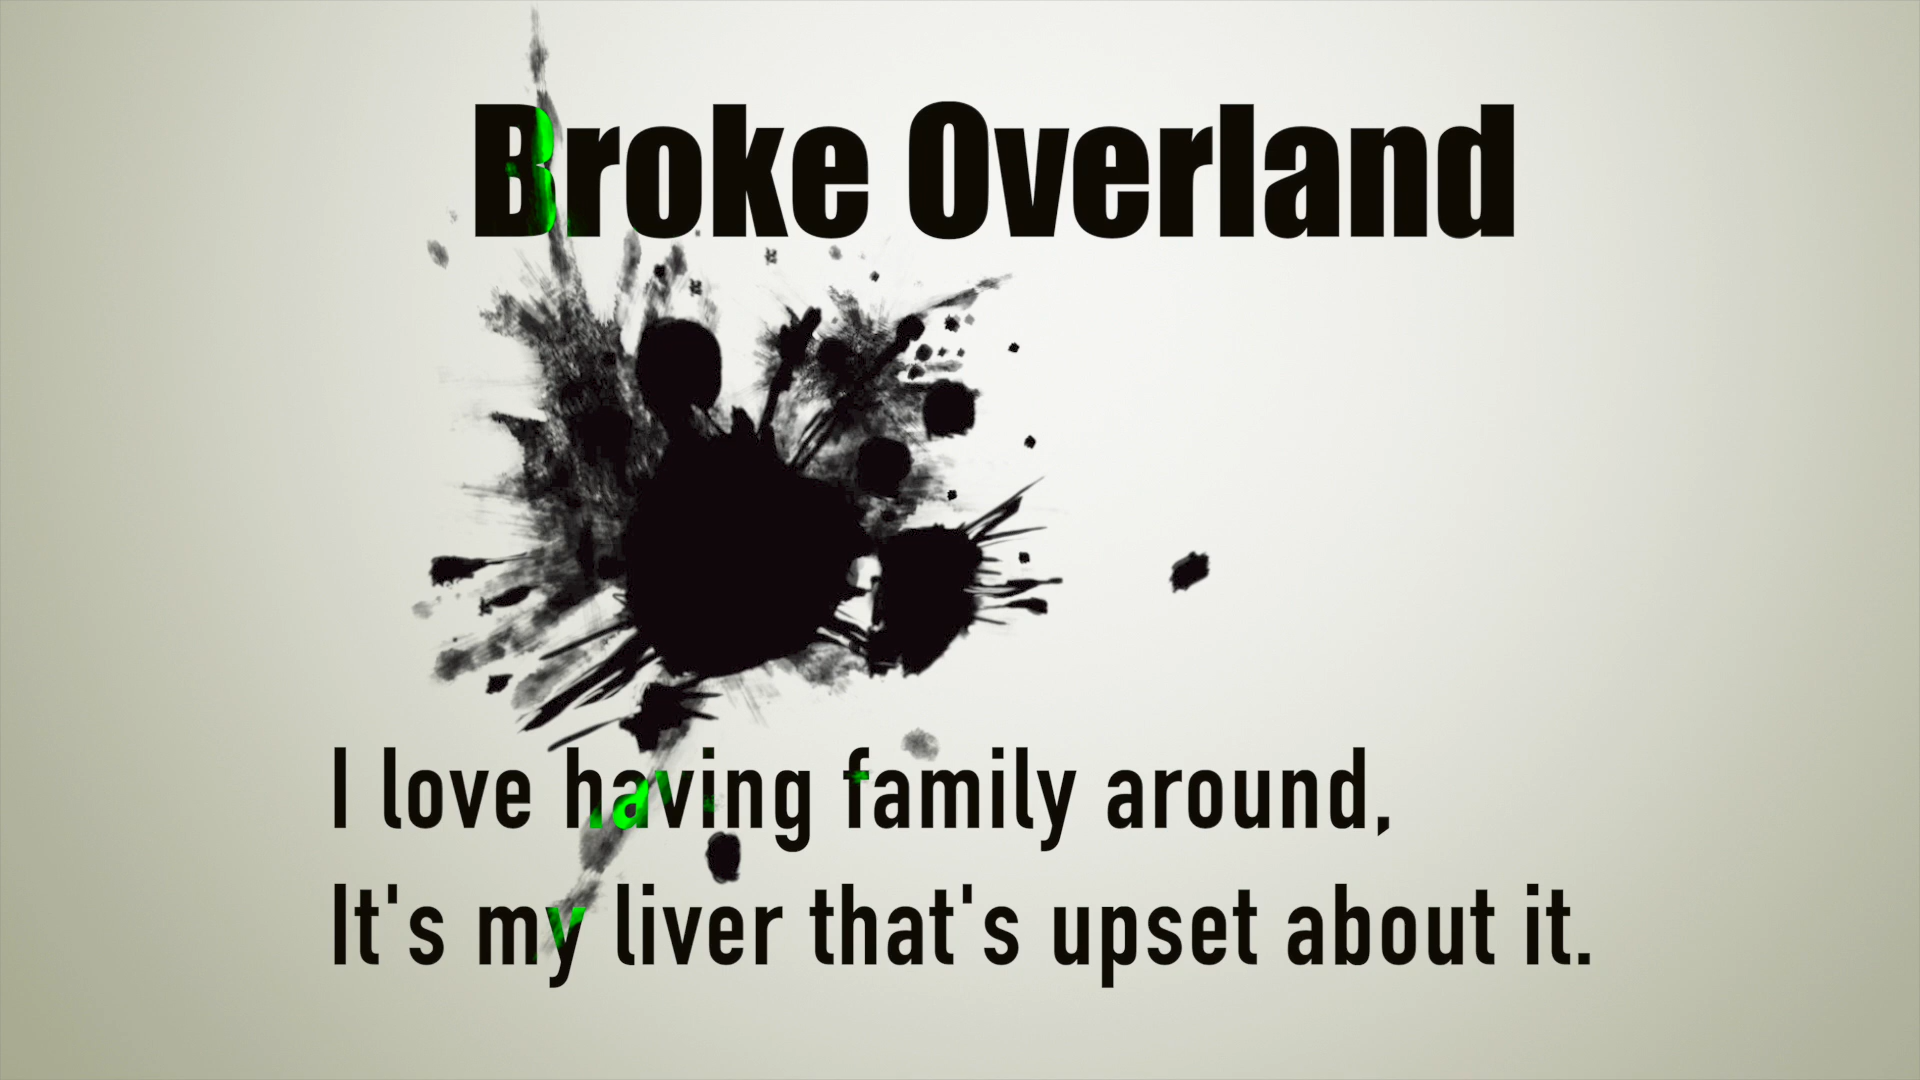 Broke Overland
I love having family around,
It's my liver that's upset about it.